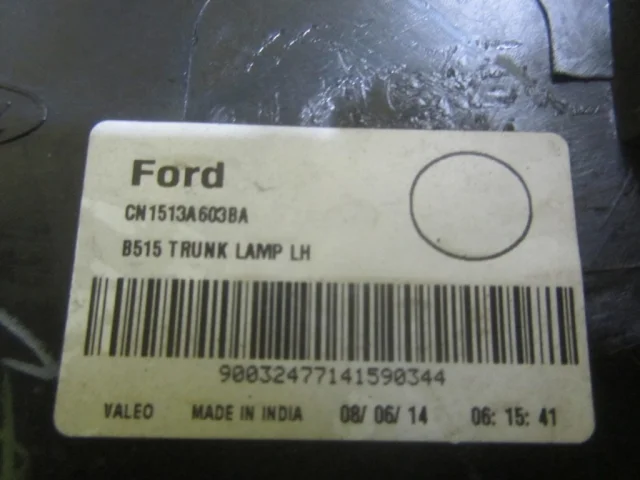 Ford
CN1513A603BA
B515 TRUNK LAMP LH
90032477141590344
VALEO MADE IN INDIA 08/ 06/ 14 06: 15: 41